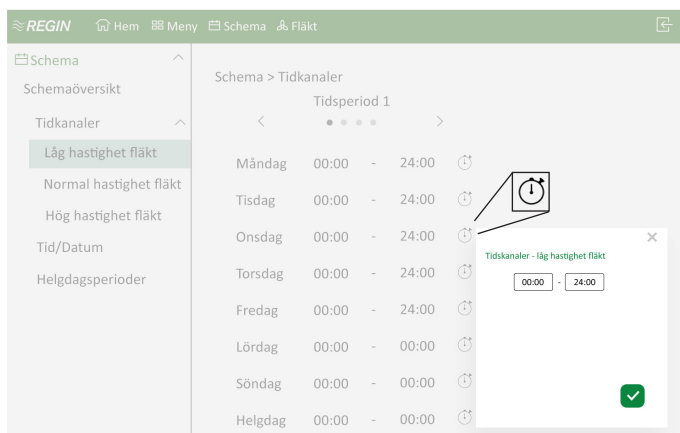 REGIN Hem Meny Schema Fläkt
Schema
Schemaöversikt
Tidkanaler
Låg hastighet fläkt
Normal hastighet fläkt
Hög hastighet fläkt
Tid/Datum
Helgdagsperioder
Schema > Tidkanaler
Tidsperiod 1
Måndag 00:00 - 24:00
Tisdag 00:00 - 24:00
Onsdag 00:00 - 24:00
Torsdag 00:00 - 24:00
Fredag 00:00 - 24:00
Lördag 00:00 - 00:00
Söndag 00:00 - 00:00
Helgdag 00:00 - 00:00
Tidskanaler - låg hastighet fläkt
00:00 - 24:00